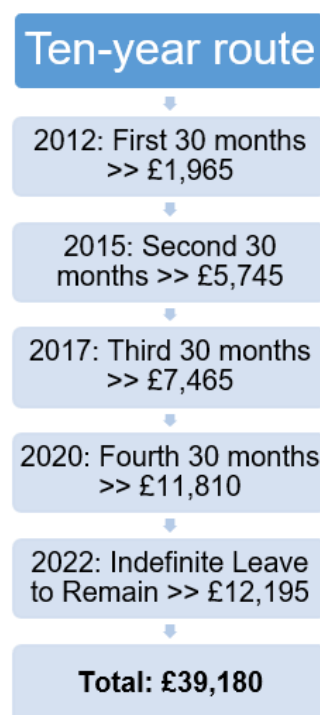 Ten-year route
2012: First 30 months
>> £1,965
2015: Second 30
months >> £5,745
2017: Third 30 months
>> £7,465
2020: Fourth 30 months
>> £11,810
2022: Indefinite Leave
to Remain >> £12,195
Total: £39,180